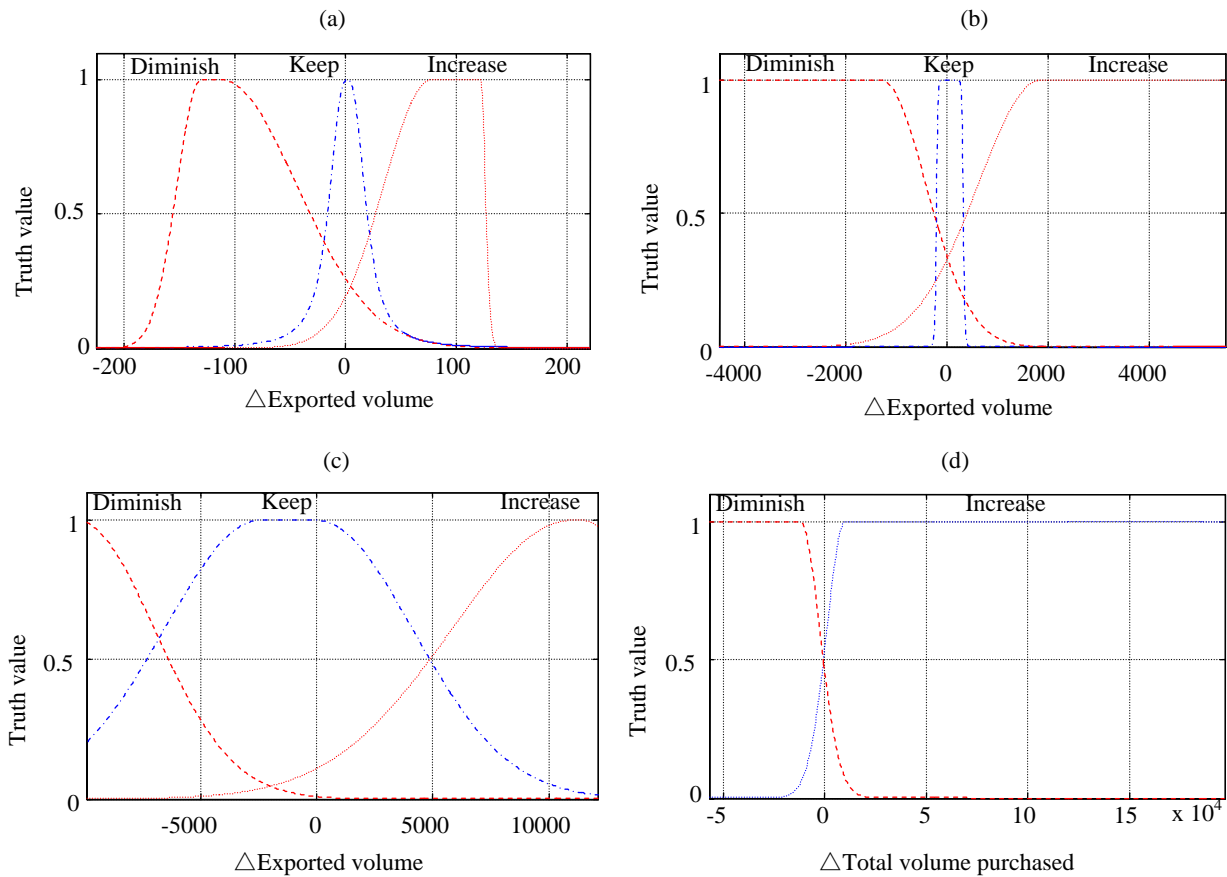 (a)
Diminish Keep Increase
1
0.5
0
Truth value
-200 -100 0 100 200
△Exported volume
(b)
Diminish Keep Increase
1
0.5
0
Truth value
-4000 -2000 0 2000 4000
△Exported volume
(c)
Diminish Keep Increase
1
0.5
0
Truth value
-5000 0 5000 10000
△Exported volume
(d)
Diminish Increase
1
0.5
0
Truth value
-5 0 5 10 15 x 10⁴
△Total volume purchased